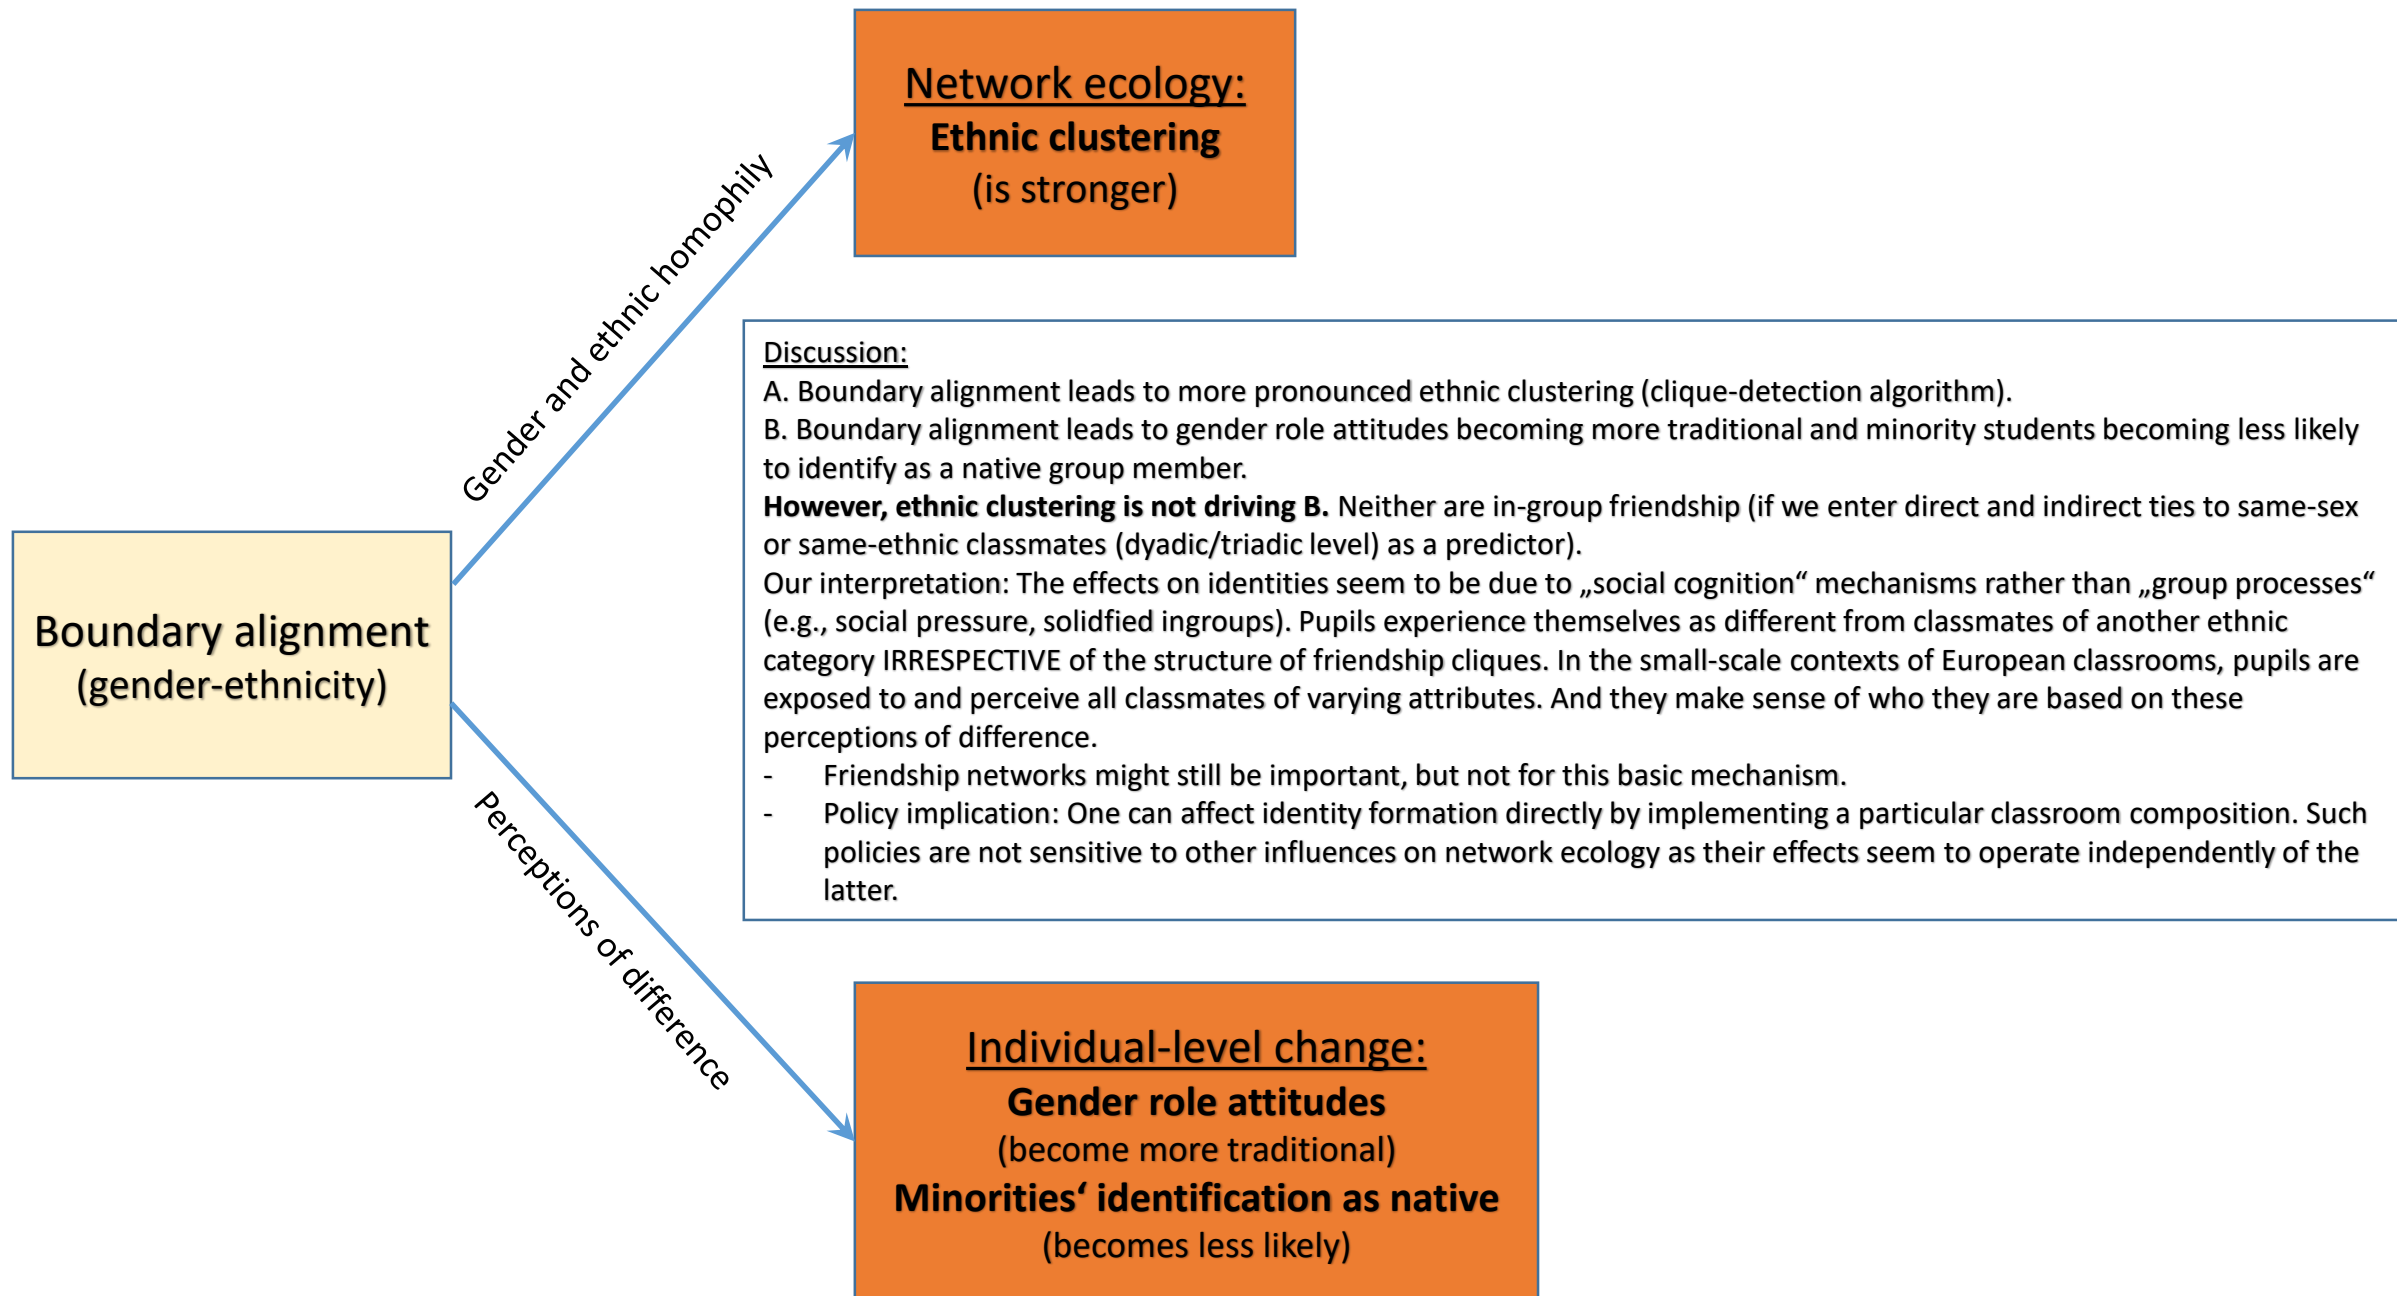 Network ecology:
Ethnic clustering
(is stronger)
Gender and ethnic homophily
Discussion:
A. Boundary alignment leads to more pronounced ethnic clustering (clique-detection algorithm).
B. Boundary alignment leads to gender role attitudes becoming more traditional and minority students becoming less likely
to identify as a native group member.
However, ethnic clustering is not driving B. Neither are in-group friendship (if we enter direct and indirect ties to same-sex
or same-ethnic classmates (dyadic/triadic level) as a predictor).
Our interpretation: The effects on identities seem to be due to „social cognition“ mechanisms rather than „group processes“
(e.g., social pressure, solidfied ingroups). Pupils experience themselves as different from classmates of another ethnic
category IRRESPECTIVE of the structure of friendship cliques. In the small-scale contexts of European classrooms, pupils are
exposed to and perceive all classmates of varying attributes. And they make sense of who they are based on these
perceptions of difference.
- Friendship networks might still be important, but not for this basic mechanism.
- Policy implication: One can affect identity formation directly by implementing a particular classroom composition. Such
policies are not sensitive to other influences on network ecology as their effects seem to operate independently of the
latter.
Boundary alignment
(gender-ethnicity)
Perceptions of difference
Individual-level change:
Gender role attitudes
(become more traditional)
Minorities‘ identification as native
(becomes less likely)